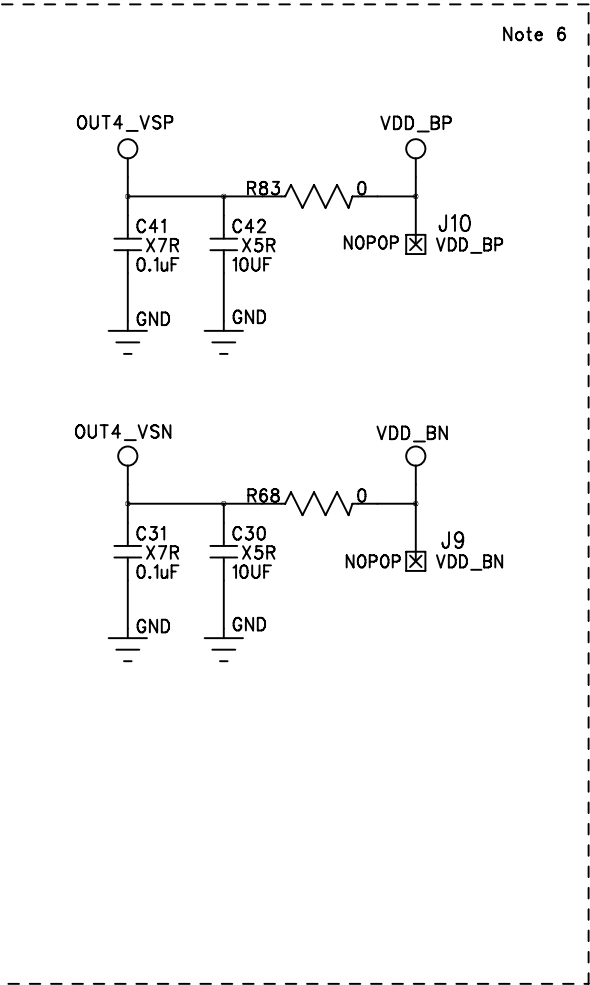 Note 6
OUT4_VSP
VDD_BP
R83
0
C41
X7R
0.1uF
C42
X5R
10UF
J10
NOPOP
VDD_BP
GND
GND
OUT4_VSN
VDD_BN
R68
0
C31
X7R
0.1uF
C30
X5R
10UF
J9
NOPOP
VDD_BN
GND
GND